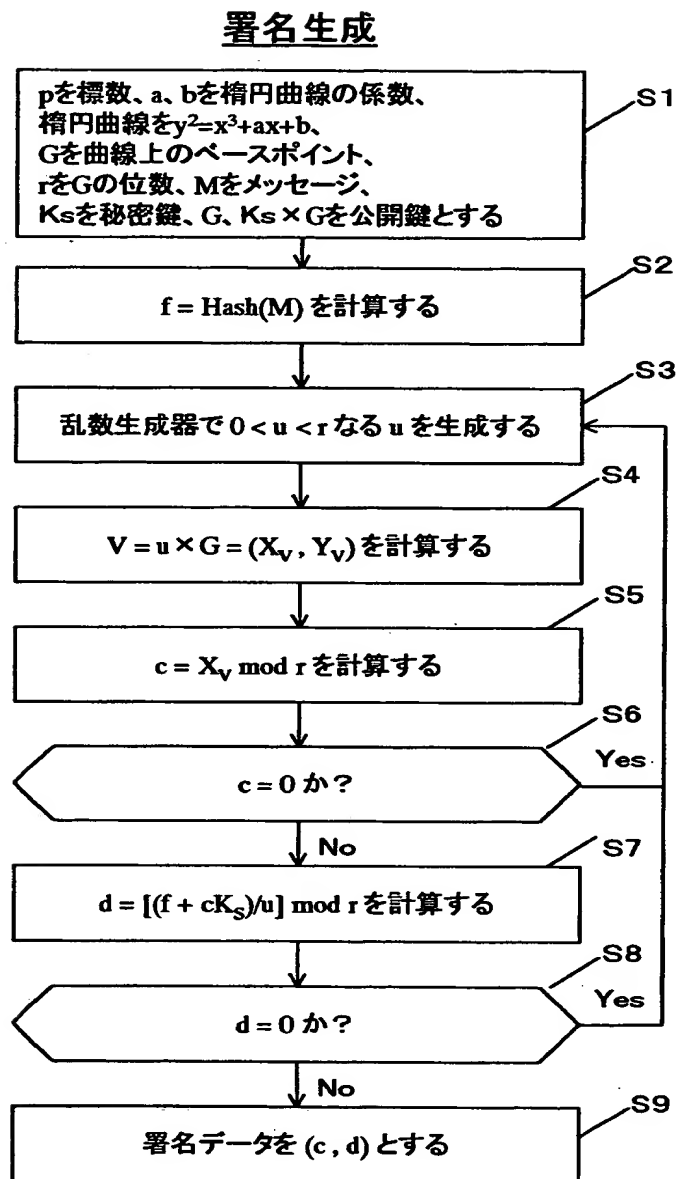 署名生成
pを標数、a、bを楕円曲線の係数、
楕円曲線をy²=x³+ax+b、
Gを曲線上のベースポイント、
rをGの位数、Mをメッセージ、
Ksを秘密鍵、G、Ks×Gを公開鍵とする
S1
S2
f = Hash(M) を計算する
S3
乱数生成器で 0 < u < r なる u を生成する
S4
V = u × G = (X_V , Y_V) を計算する
S5
c = X_V mod r を計算する
S6
c = 0 か?
Yes
No
S7
d = [(f + cK_S)/u] mod r を計算する
S8
d = 0 か?
Yes
No
S9
署名データを (c , d) とする